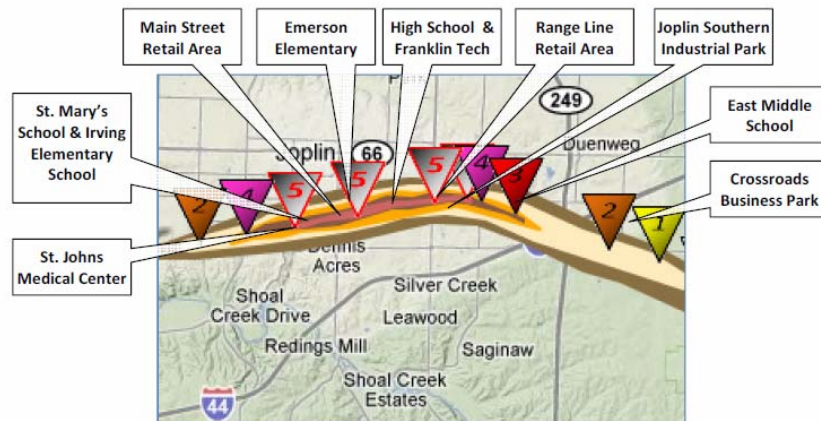 Main Street
Retail Area
Emerson
Elementary
High School &
Franklin Tech
Range Line
Retail Area
Joplin Southern
Industrial Park
St. Mary's
School & Irving
Elementary
School
East Middle
School
Crossroads
Business Park
St. Johns
Medical Center
249
Duenweg
Joplin
66
2
4
5
5
5
4
3
2
1
Dennis
Acres
Silver Creek
Shoal
Creek Drive
Leawood
Redings Mill
Saginaw
Shoal Creek
Estates
44